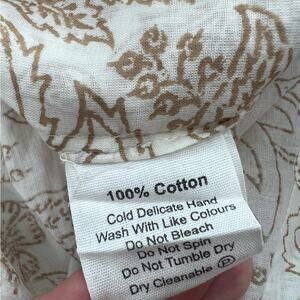 100% Cotton
Cold Delicate Hand
Wash With Like Colours
Do Not Bleach
Do Not Spin
Do Not Tumble Dry
Dry Cleanable Ⓟ